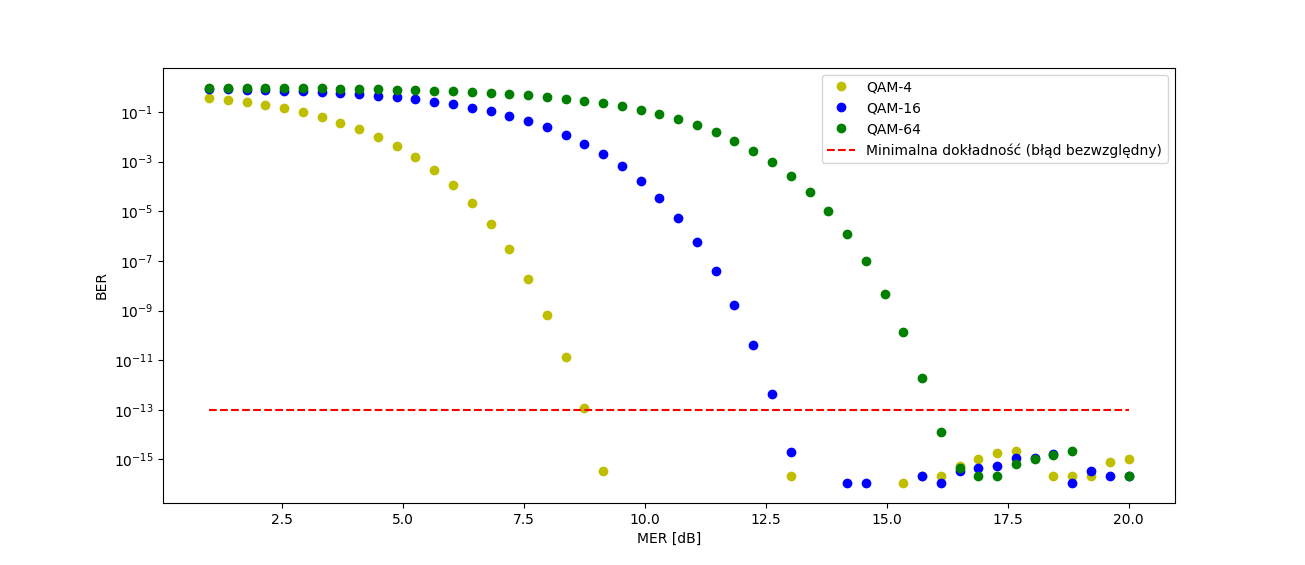 QAM-4
QAM-16
QAM-64
Minimalna dokładność (błąd bezwzględny)
10⁻¹
10⁻³
10⁻⁵
10⁻⁷
10⁻⁹
10⁻¹¹
10⁻¹³
10⁻¹⁵
BER
2.5 5.0 7.5 10.0 12.5 15.0 17.5 20.0
MER [dB]